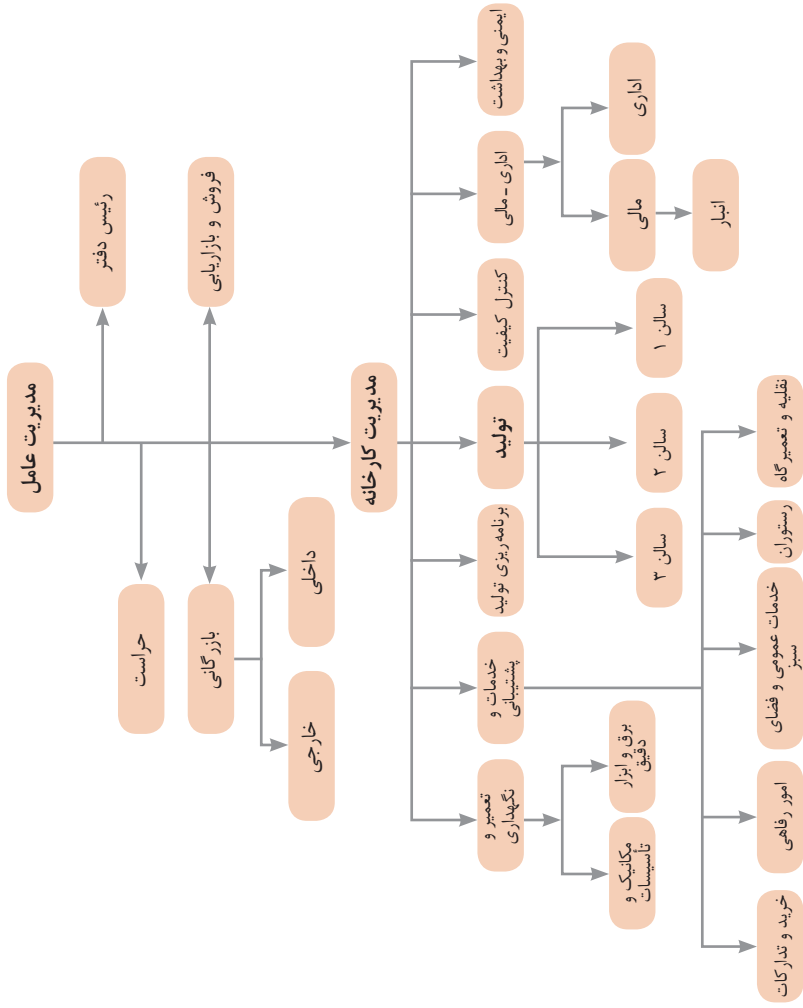 مدیریت عامل
رئیس دفتر
حراست
فروش و بازاریابی
بازرگانی
داخلی
خارجی
مدیریت کارخانه
ایمنی و بهداشت
اداری - مالی
کنترل کیفیت
تولید
برنامه ریزی تولید
خدمات و
پشتیبانی
تعمیر و
نگهداری
اداری
مالی
انبار
سالن ۱
سالن ۲
سالن ۳
برق و ابزار
دقیق
مکانیک و
تأسیسات
نقلیه و تعمیرگاه
رستوران
خدمات عمومی و فضای
سبز
امور رفاهی
خرید و تدارکات